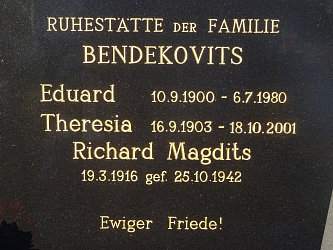 RUHESTÄTTE DER FAMILIE
BENDEKOVITS
Eduard 10.9.1900 - 6.7.1980
Theresia 16.9.1903 - 18.10.2001
Richard Magdits
19.3.1916 gef. 25.10.1942
Ewiger Friede!